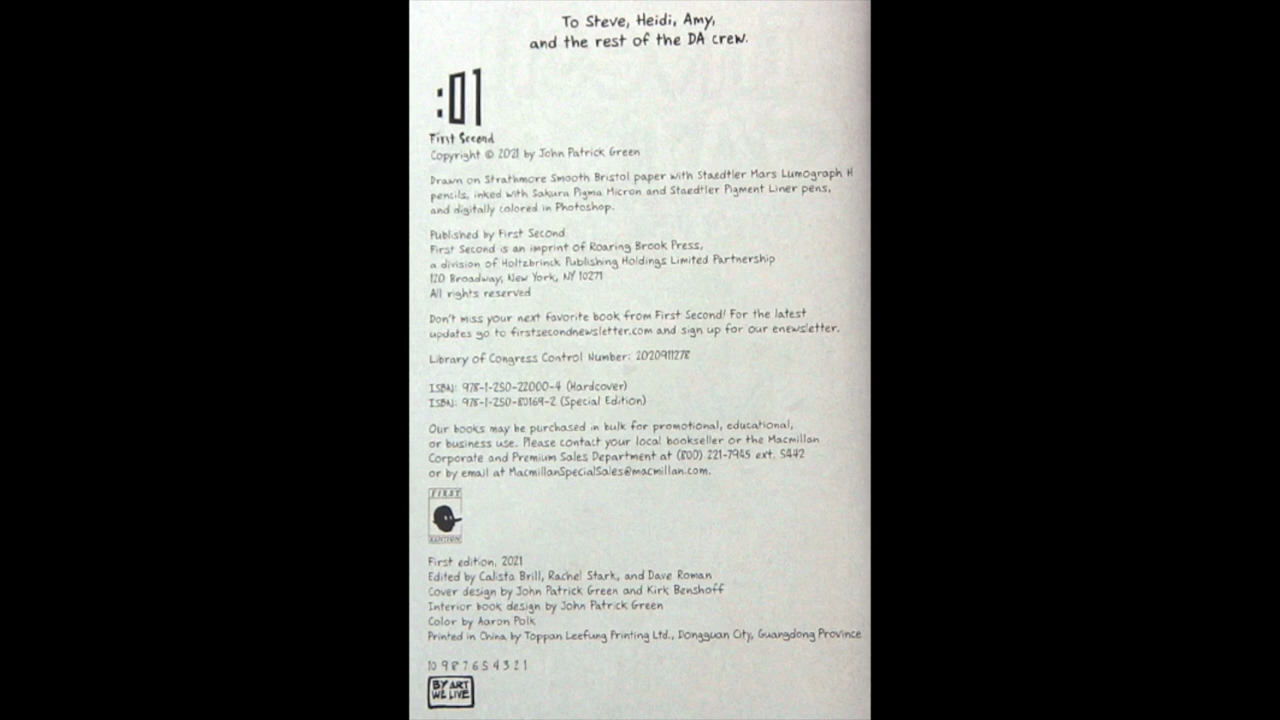 To Steve, Heidi, Amy,
and the rest of the DA crew.
:01
First Second
Copyright © 2021 by John Patrick Green
Drawn on Strathmore Smooth Bristol paper with Staedtler Mars Lumograph H
pencils, inked with Sakura Pigma Micron and Staedtler Pigment Liner pens,
and digitally colored in Photoshop.
Published by First Second
First Second is an imprint of Roaring Brook Press,
a division of Holtzbrinck Publishing Holdings Limited Partnership
120 Broadway, New York, NY 10271
All rights reserved
Don't miss your next favorite book from First Second! For the latest
updates go to firstsecondnewsletter.com and sign up for our enewsletter.
Library of Congress Control Number: 2020911278
ISBN: 978-1-250-22000-4 (Hardcover)
ISBN: 978-1-250-80169-2 (Special Edition)
Our books may be purchased in bulk for promotional, educational,
or business use. Please contact your local bookseller or the Macmillan
Corporate and Premium Sales Department at (800) 221-7945 ext. 5442
or by email at MacmillanSpecialSales@macmillan.com.
FIRST
EDITION
First edition, 2021
Edited by Calista Brill, Rachel Stark, and Dave Roman
Cover design by John Patrick Green and Kirk Benshoff
Interior book design by John Patrick Green
Color by Aaron Polk
Printed in China by Toppan Leefung Printing Ltd., Dongguan City, Guangdong Province
10 9 8 7 6 5 4 3 2 1
BY ART
WE LIVE